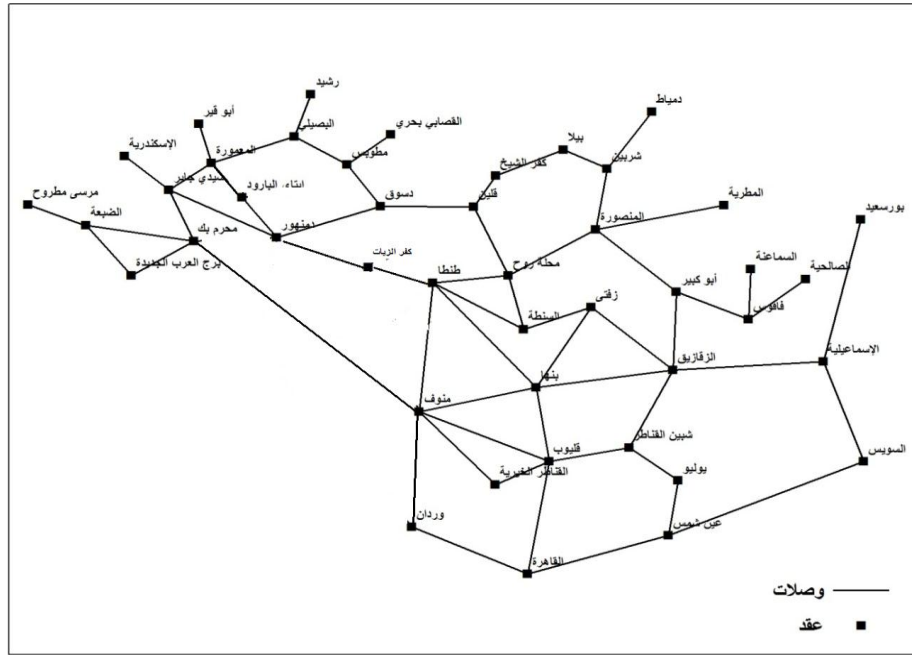 رشيد
دمياط
أبو قير
البصيلي
القصابي بحري
بيلا
الإسكندرية
المعمورة
مطوبس
كفر الشيخ
شربين
سيدي جابر
ايتاى البارود
المطرية
مرسى مطروح
دسوق
قلين
بورسعيد
الضبعة
المنصورة
محرم بك
دمنهور
كفر الزيات
السماعنة
برج العرب الجديدة
طنطا
محلة روح
أبو كبير
الصالحية
زفتى
فاقوس
السنطة
الزقازيق
الإسماعيلية
بنها
منوف
شبين القناطر
قليوب
السويس
القناطر الخيرية
يوليو
وردان
عين شمس
القاهرة
وصلات
عقد